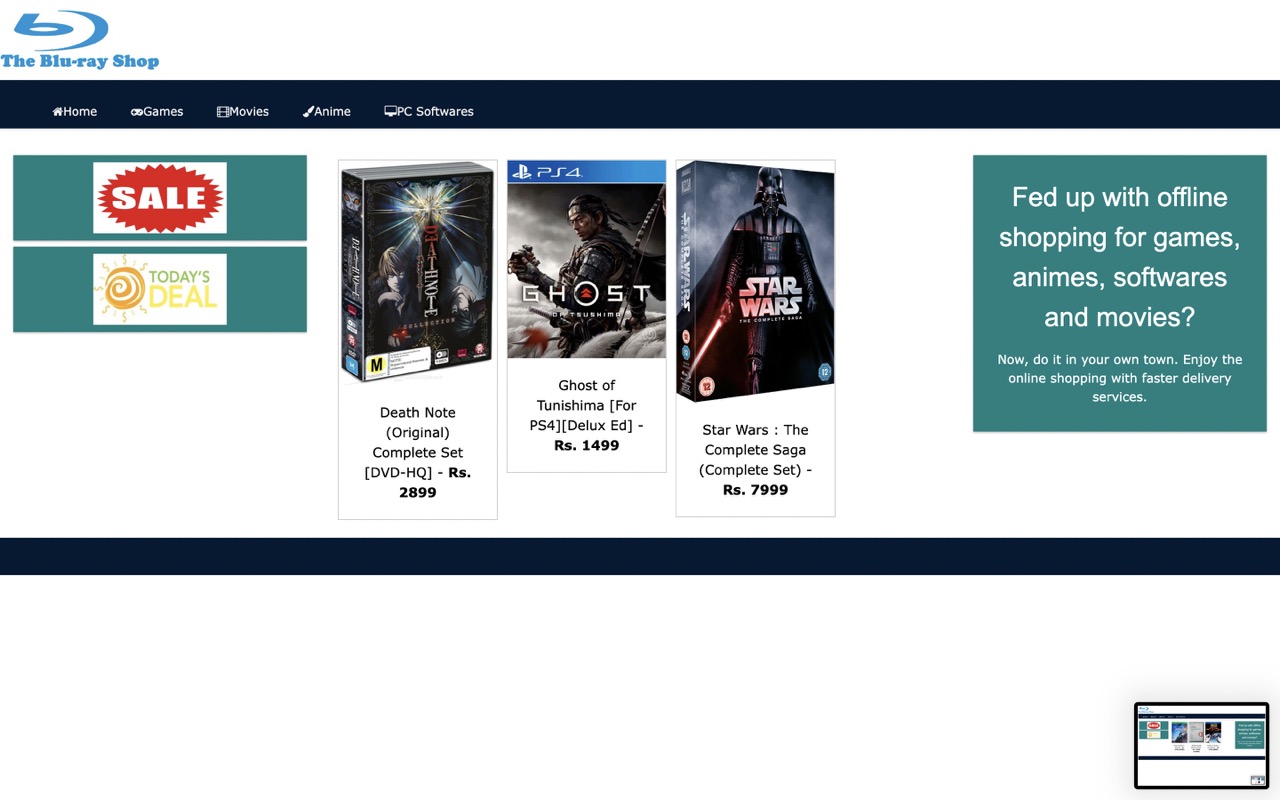 The Blu-ray Shop
Home Games Movies Anime PC Softwares
SALE
TODAY'S
DEAL
DEATH NOTE
COLLECTION
M
Death Note
(Original)
Complete Set
[DVD-HQ] - Rs.
2899
PS4
GHOST
OF TSUSHIMA
Ghost of
Tunishima [For
PS4][Delux Ed] -
Rs. 1499
STAR WARS
STAR
WARS
THE COMPLETE SAGA
12
12
Star Wars : The
Complete Saga
(Complete Set) -
Rs. 7999
Fed up with offline
shopping for games,
animes, softwares
and movies?
Now, do it in your own town. Enjoy the
online shopping with faster delivery
services.